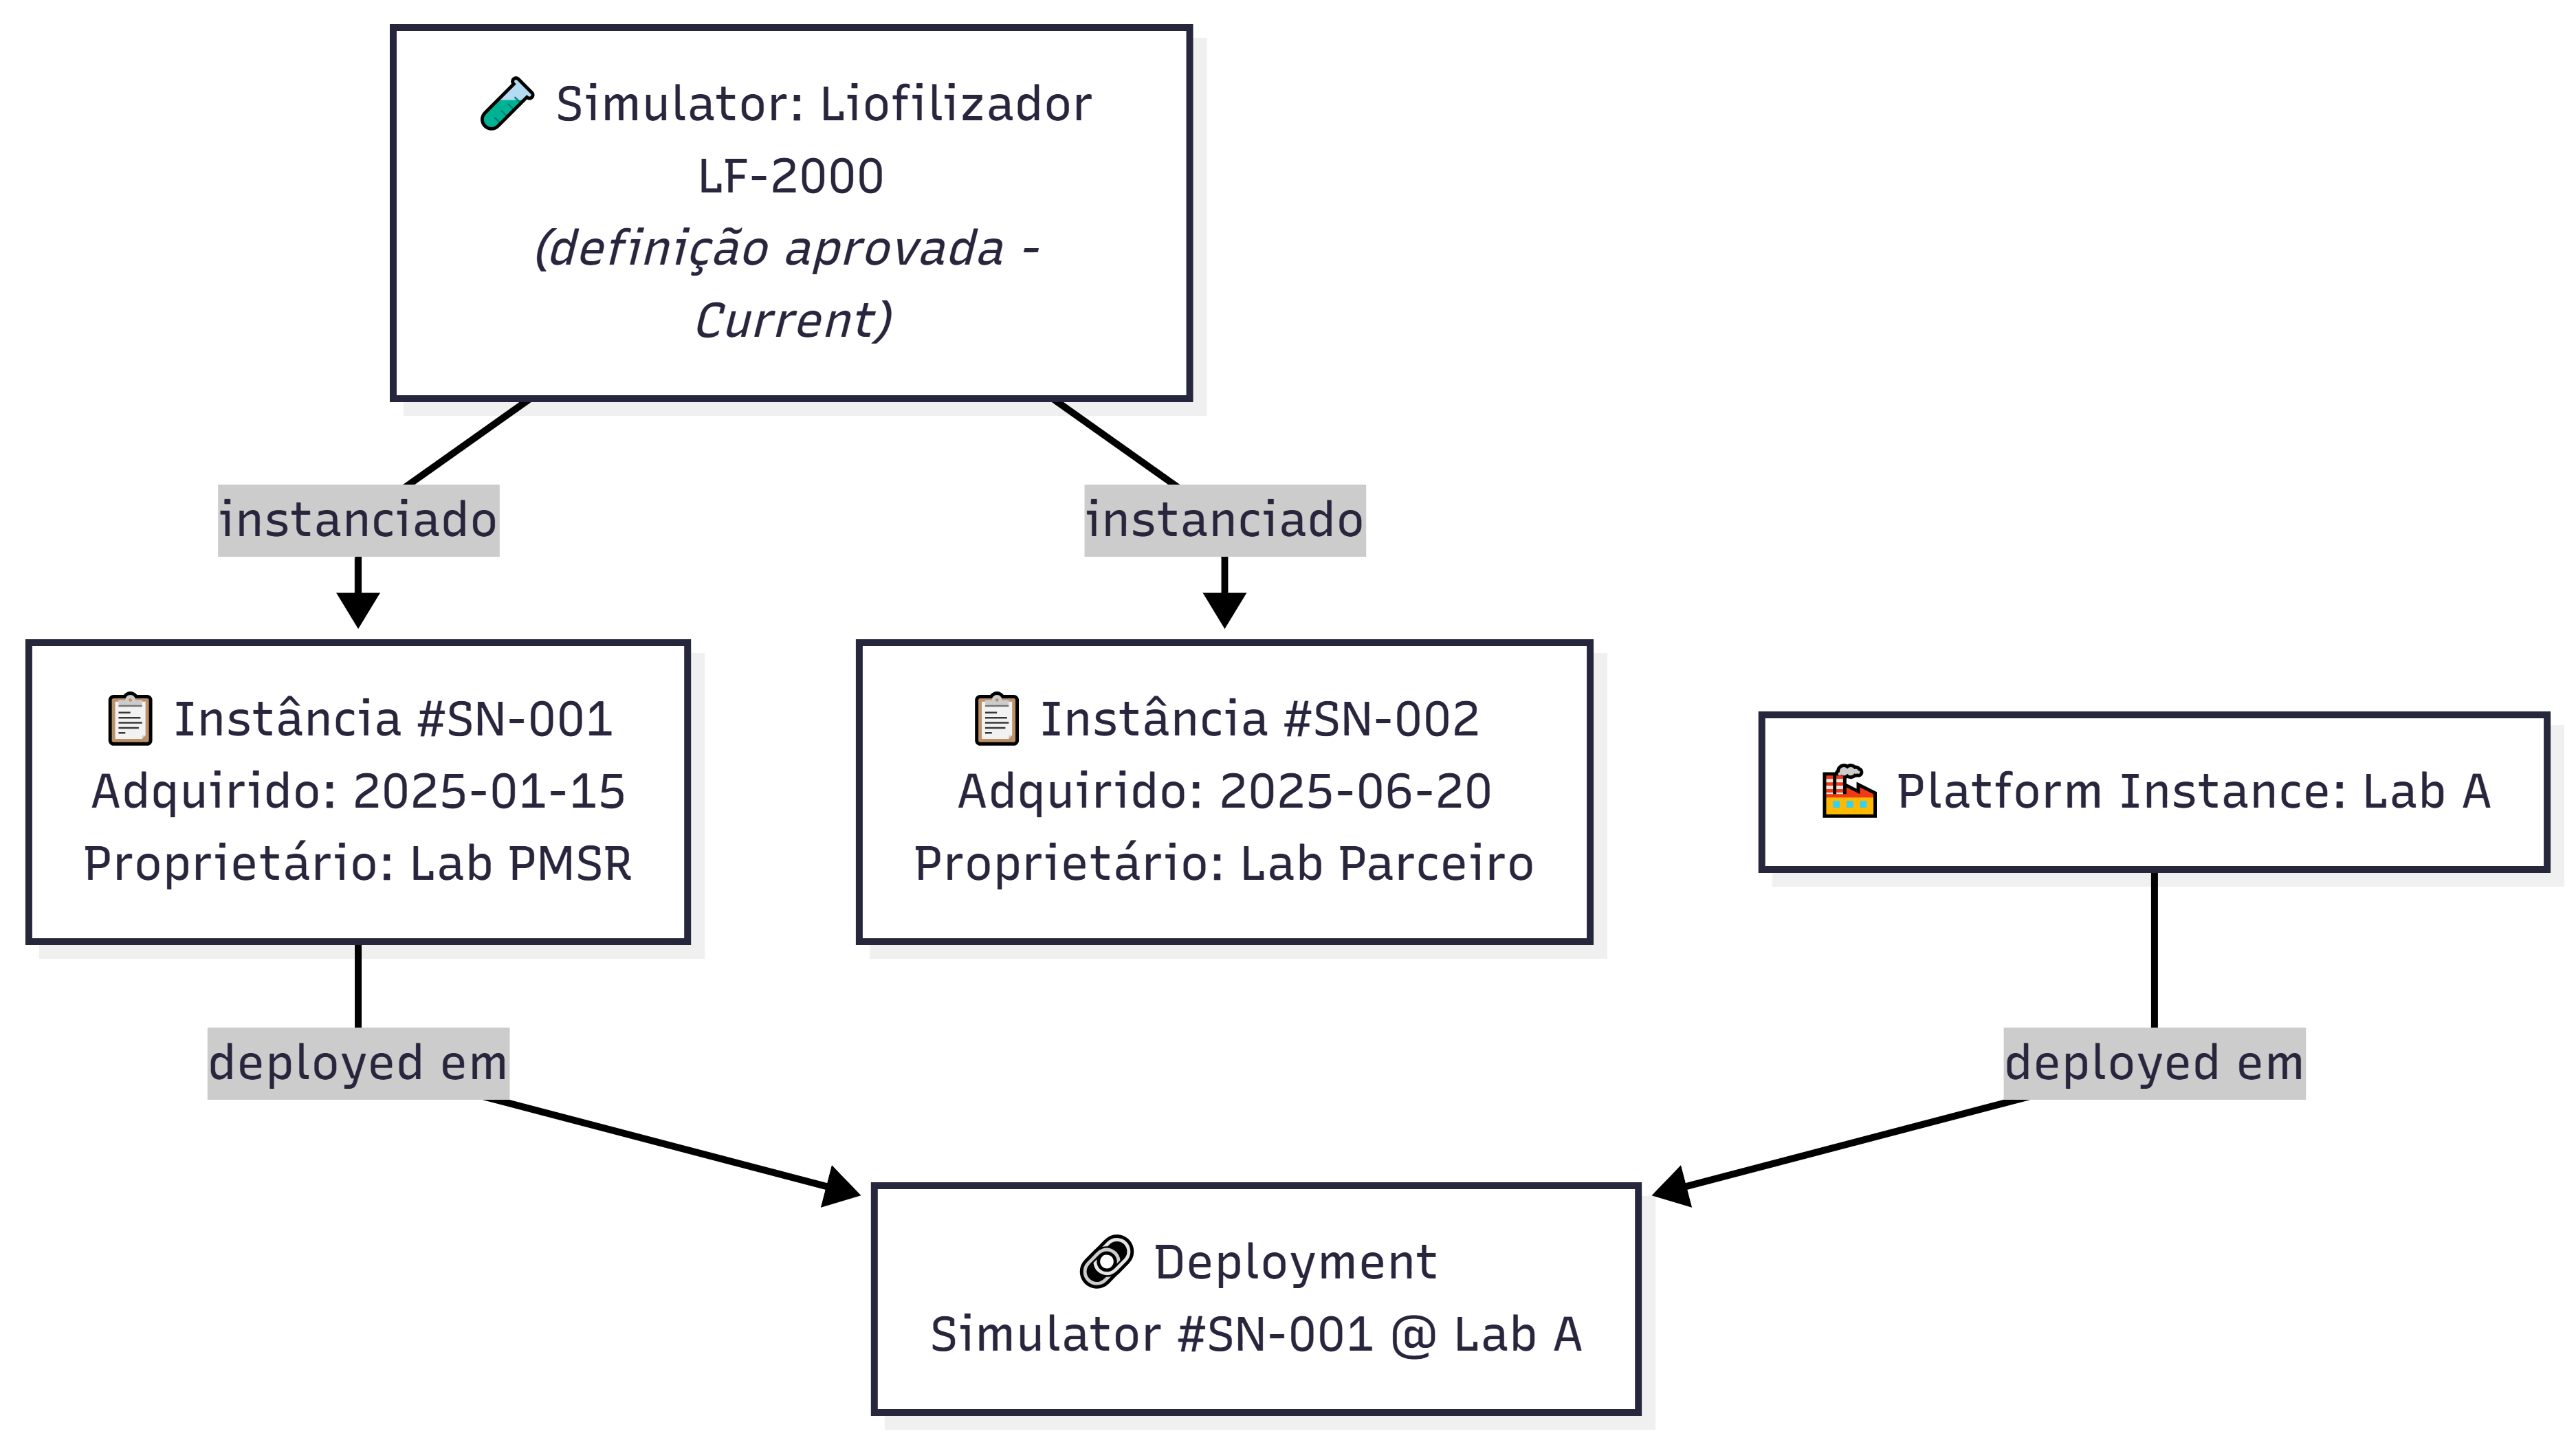 Simulator: Liofilizador
LF-2000
(definição aprovada -
Current)
instanciado
instanciado
Instância #SN-001
Adquirido: 2025-01-15
Proprietário: Lab PMSR
Instância #SN-002
Adquirido: 2025-06-20
Proprietário: Lab Parceiro
Platform Instance: Lab A
deployed em
deployed em
Deployment
Simulator #SN-001 @ Lab A